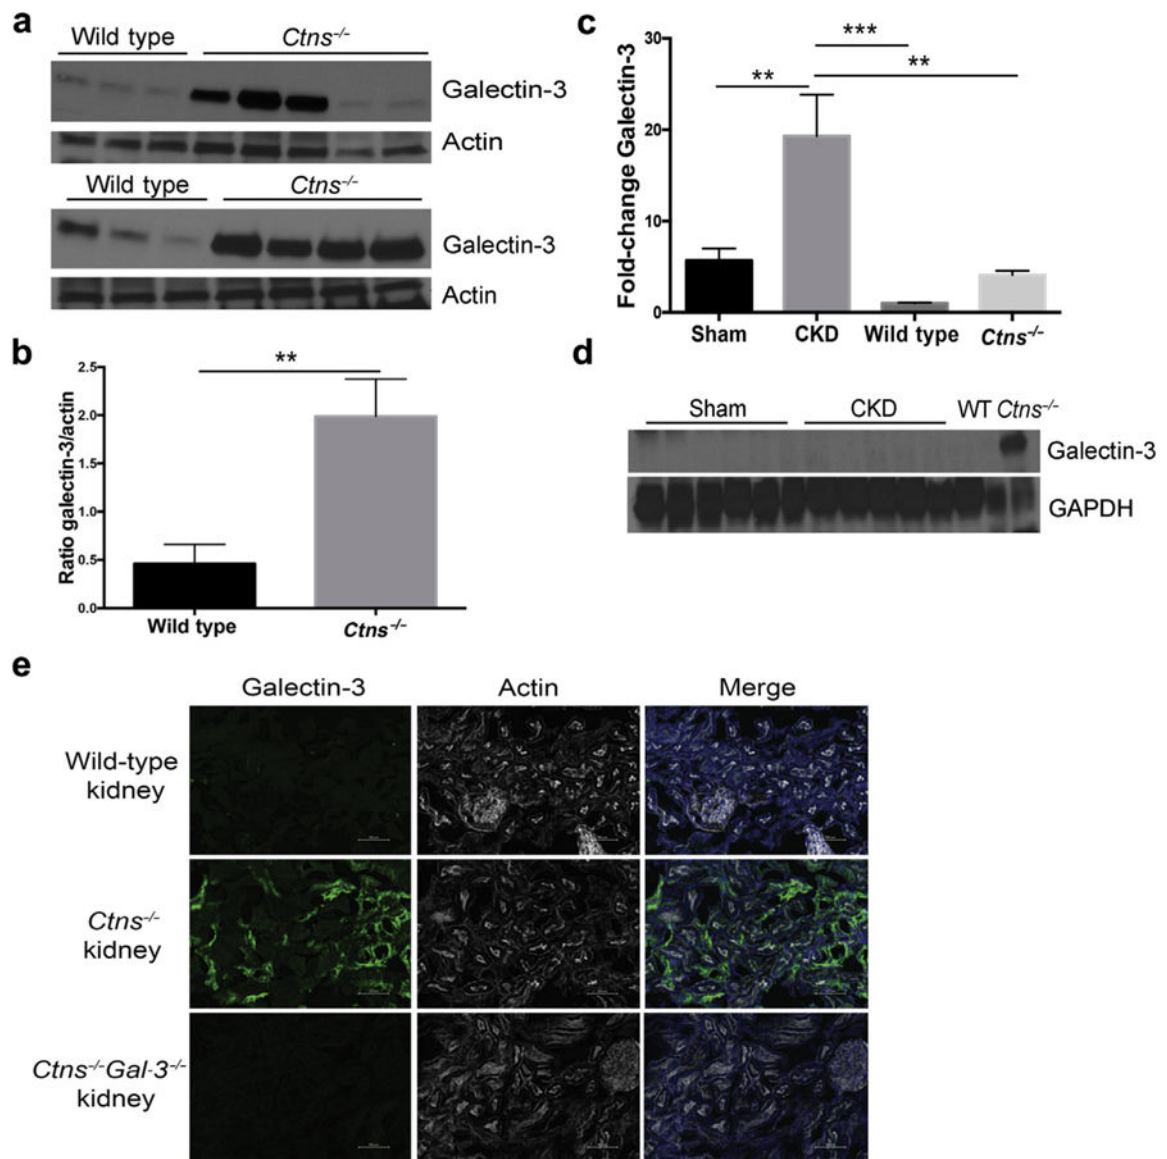 a
Wild type Ctns-/-
Galectin-3
Actin
Wild type Ctns-/-
Galectin-3
Actin
b
**
Ratio galectin-3/actin
2.5
2.0
1.5
1.0
0.5
0.0
Wild type Ctns-/-
c
***
**
**
Fold-change Galectin-3
30
20
10
0
Sham CKD Wild type Ctns-/-
d
Sham CKD WT Ctns-/-
Galectin-3
GAPDH
e
Galectin-3 Actin Merge
Wild-type
kidney
Ctns-/-
kidney
Ctns-/-Gal-3-/-
kidney